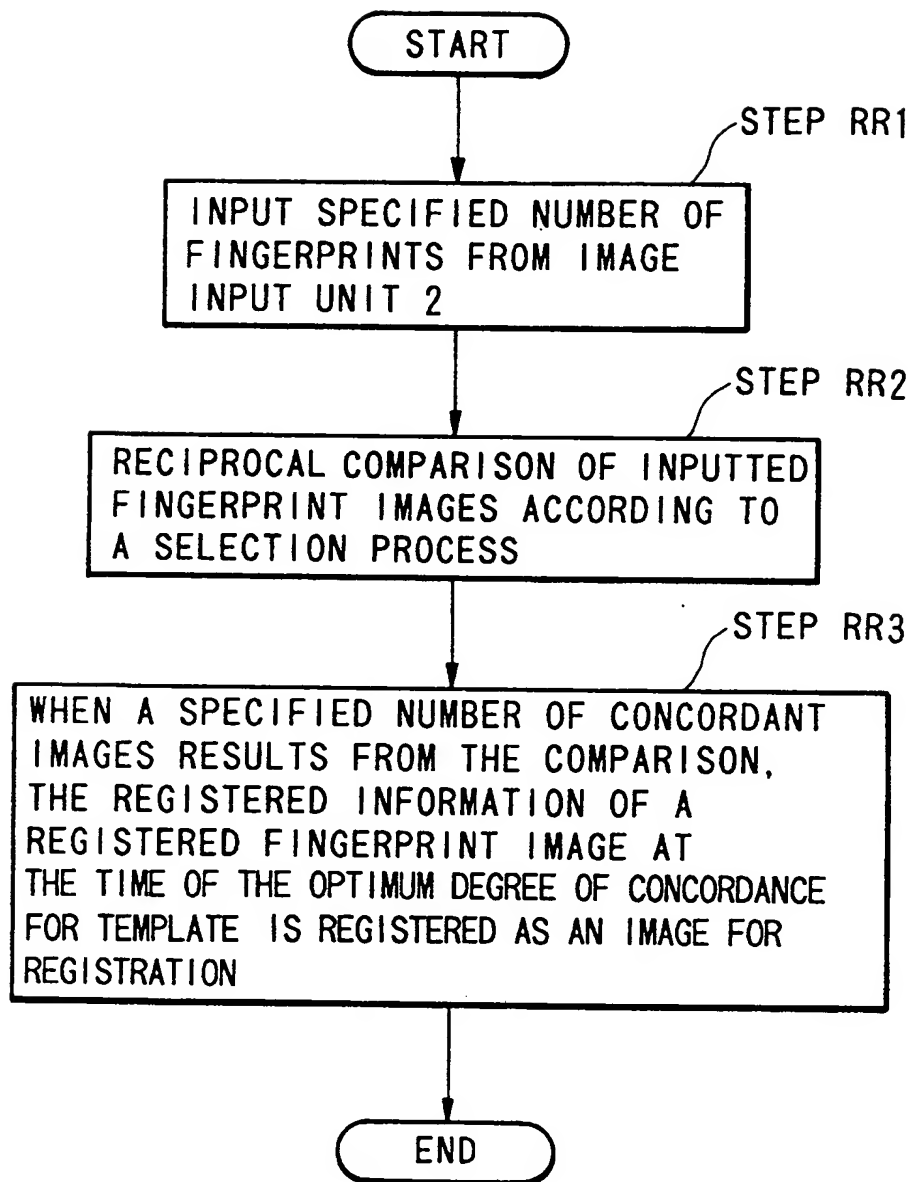 START
STEP RR1
INPUT SPECIFIED NUMBER OF
FINGERPRINTS FROM IMAGE
INPUT UNIT 2
STEP RR2
RECIPROCAL COMPARISON OF INPUTTED
FINGERPRINT IMAGES ACCORDING TO
A SELECTION PROCESS
STEP RR3
WHEN A SPECIFIED NUMBER OF CONCORDANT
IMAGES RESULTS FROM THE COMPARISON,
THE REGISTERED INFORMATION OF A
REGISTERED FINGERPRINT IMAGE AT
THE TIME OF THE OPTIMUM DEGREE OF CONCORDANCE
FOR TEMPLATE IS REGISTERED AS AN IMAGE FOR
REGISTRATION
END